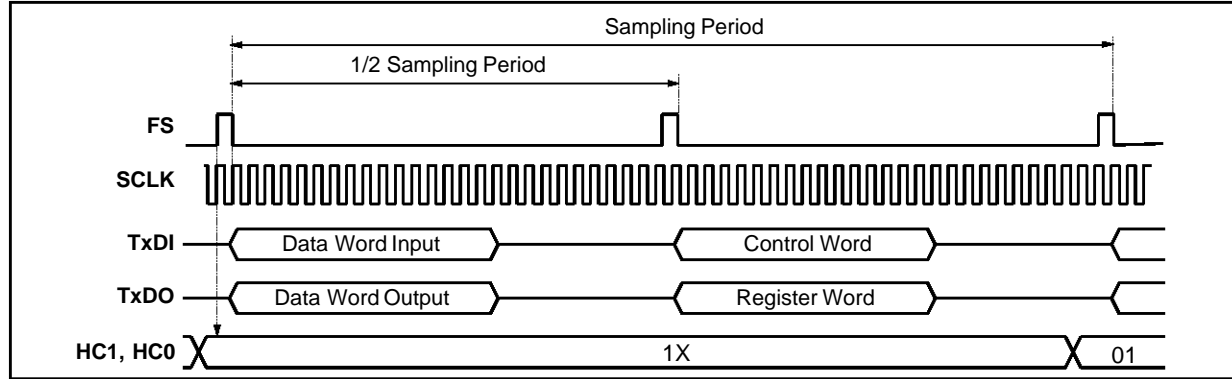 Sampling Period
1/2 Sampling Period
FS
SCLK
TxDI Data Word Input Control Word
TxDO Data Word Output Register Word
HC1, HC0 1X 01